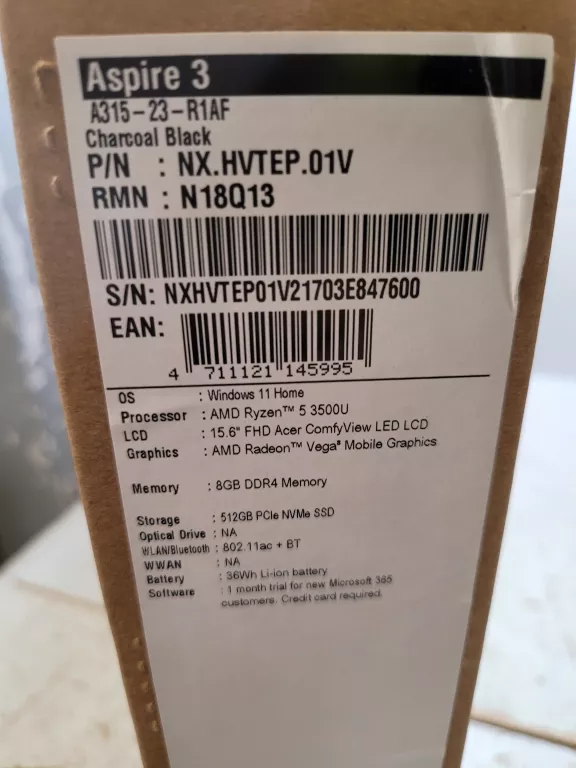 Aspire 3
A315-23-R1AF
Charcoal Black
P/N : NX.HVTEP.01V
RMN : N18Q13
S/N: NXHVTEP01V21703E847600
EAN:
4 711121 145995
OS : Windows 11 Home
Processor : AMD Ryzen™ 5 3500U
LCD : 15.6" FHD Acer ComfyView LED LCD
Graphics : AMD Radeon™ Vega⁸ Mobile Graphics
Memory : 8GB DDR4 Memory
Storage : 512GB PCIe NVMe SSD
Optical Drive : NA
WLAN/Bluetooth : 802.11ac + BT
WWAN : NA
Battery : 36Wh Li-ion battery
Software : 1 month trial for new Microsoft 365
customers. Credit card required.